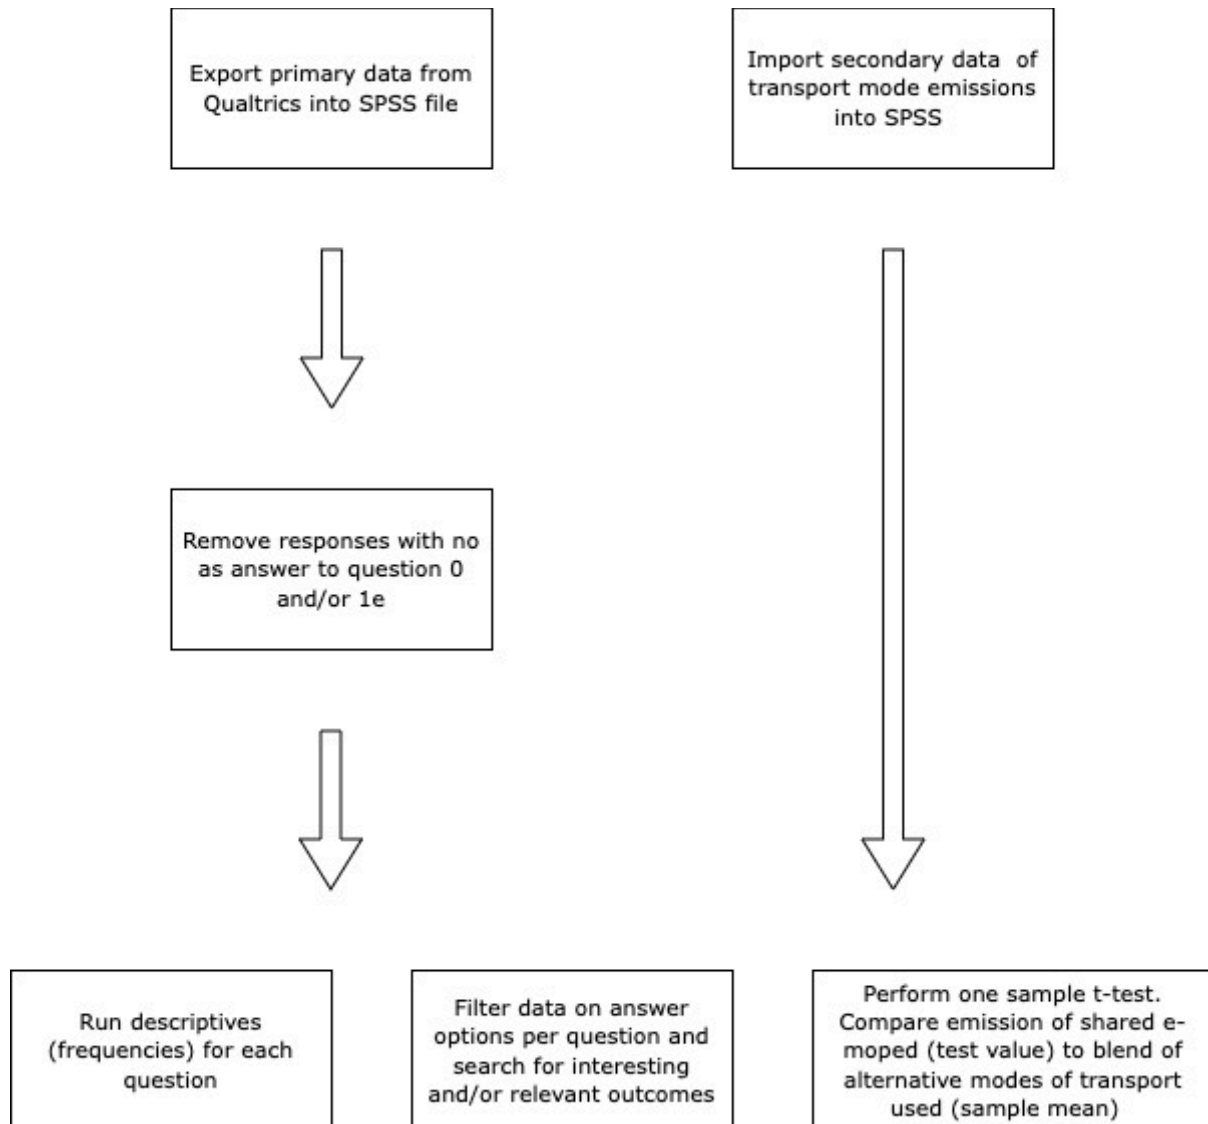 Export primary data from
Qualtrics into SPSS file
Import secondary data of
transport mode emissions
into SPSS
Remove responses with no
as answer to question 0
and/or 1e
Run descriptives
(frequencies) for each
question
Filter data on answer
options per question and
search for interesting
and/or relevant outcomes
Perform one sample t-test.
Compare emission of shared e-
moped (test value) to blend of
alternative modes of transport
used (sample mean)